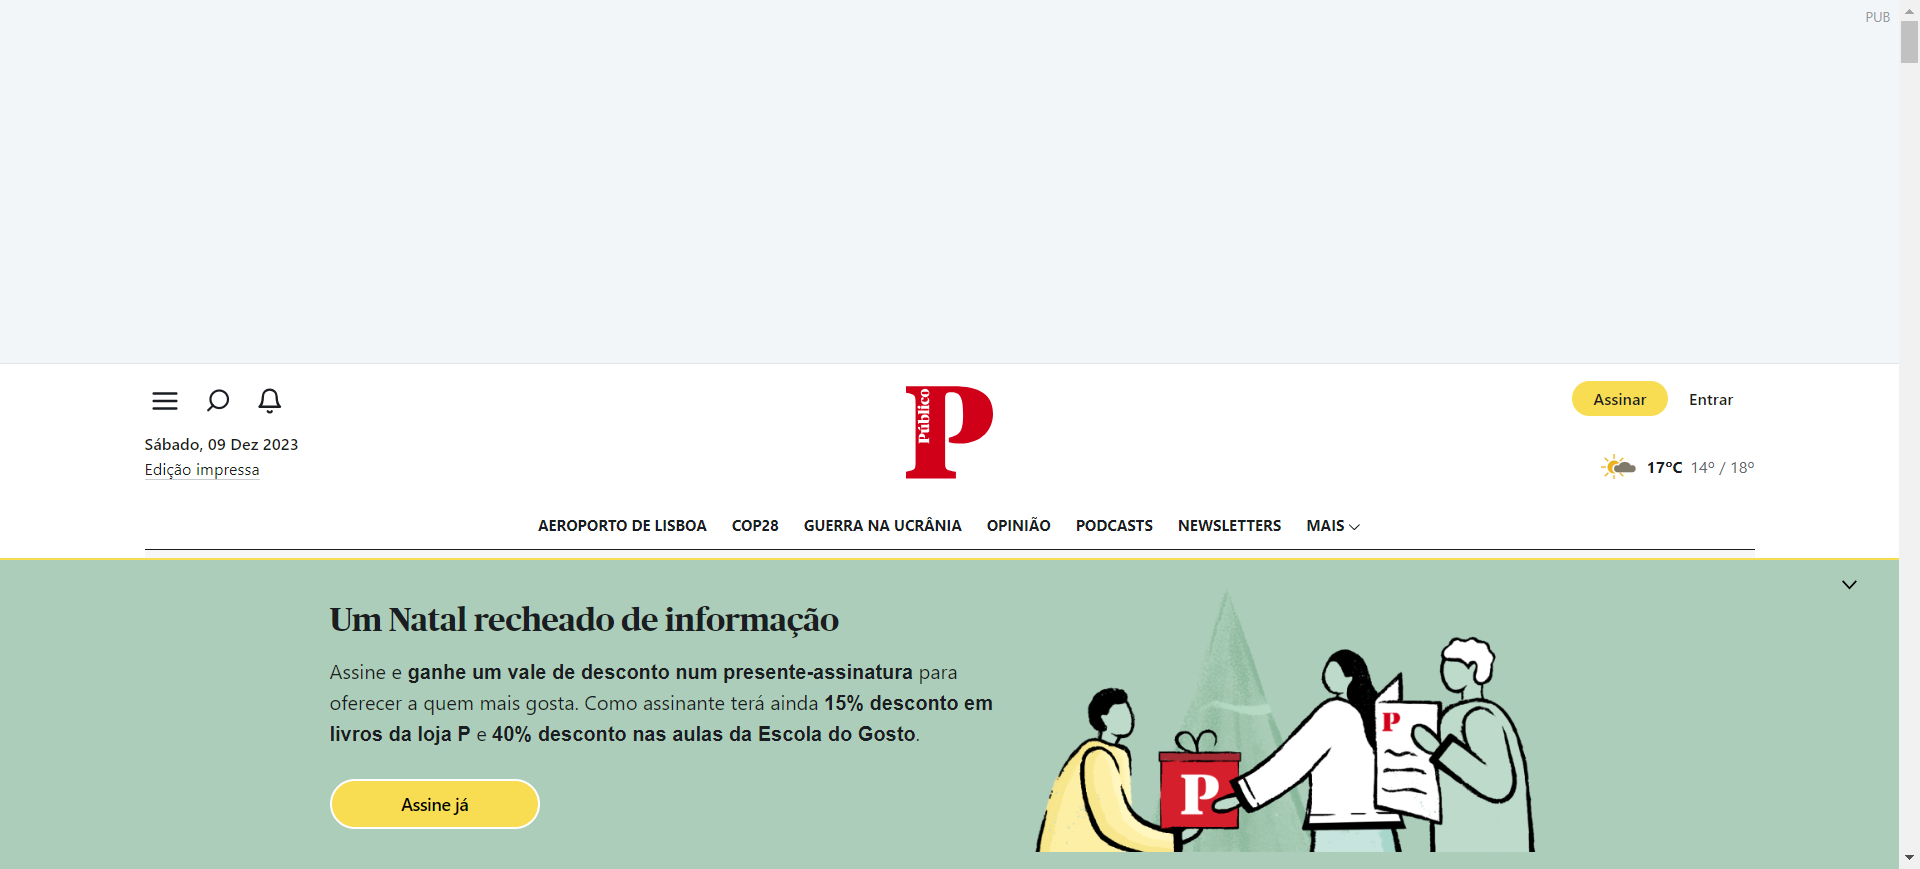 PUB
Público
P
Assinar
Entrar
Sábado, 09 Dez 2023
Edição impressa
17ºC 14º / 18º
AEROPORTO DE LISBOA COP28 GUERRA NA UCRÂNIA OPINIÃO PODCASTS NEWSLETTERS MAIS
Um Natal recheado de informação
Assine e ganhe um vale de desconto num presente-assinatura para
oferecer a quem mais gosta. Como assinante terá ainda 15% desconto em
livros da loja P e 40% desconto nas aulas da Escola do Gosto.
Assine já
P
P